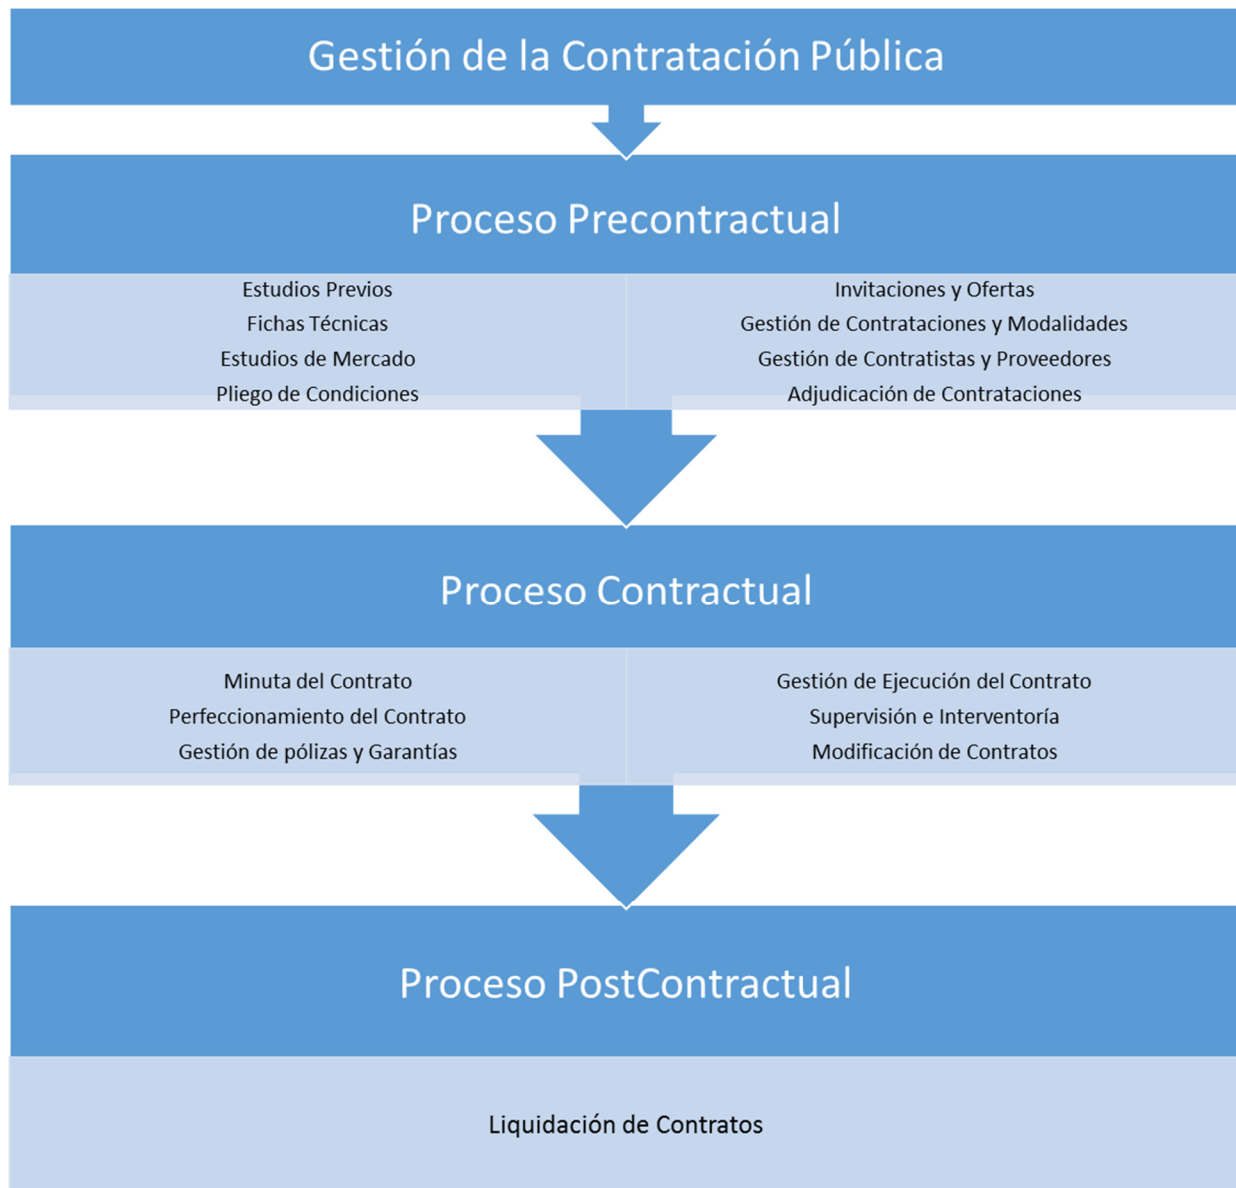 Gestión de la Contratación Pública
Proceso Precontractual
Estudios Previos
Fichas Técnicas
Estudios de Mercado
Pliego de Condiciones
Invitaciones y Ofertas
Gestión de Contrataciones y Modalidades
Gestión de Contratistas y Proveedores
Adjudicación de Contrataciones
Proceso Contractual
Minuta del Contrato
Perfeccionamiento del Contrato
Gestión de pólizas y Garantías
Gestión de Ejecución del Contrato
Supervisión e Interventoría
Modificación de Contratos
Proceso PostContractual
Liquidación de Contratos